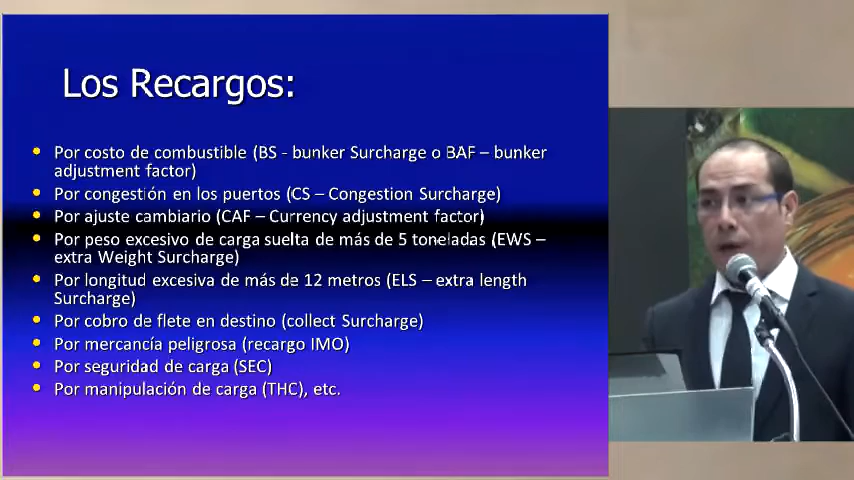 Los Recargos:
Por costo de combustible (BS - bunker Surcharge o BAF – bunker
adjustment factor)
Por congestión en los puertos (CS – Congestion Surcharge)
Por ajuste cambiario (CAF – Currency adjustment factor)
Por peso excesivo de carga suelta de más de 5 toneladas (EWS –
extra Weight Surcharge)
Por longitud excesiva de más de 12 metros (ELS – extra length
Surcharge)
Por cobro de flete en destino (collect Surcharge)
Por mercancía peligrosa (recargo IMO)
Por seguridad de carga (SEC)
Por manipulación de carga (THC), etc.